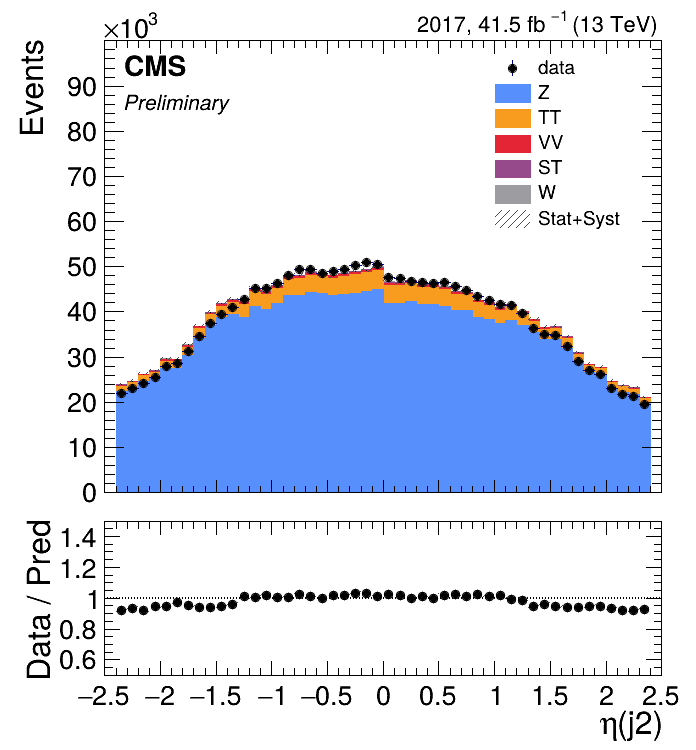 ×10³
2017, 41.5 fb⁻¹ (13 TeV)
Events
CMS
Preliminary
data
Z
TT
VV
ST
W
Stat+Syst
90
80
70
60
50
40
30
20
10
0
Data / Pred
1.4
1.2
1
0.8
0.6
−2.5 −2 −1.5 −1 −0.5 0 0.5 1 1.5 2 2.5
η(j2)